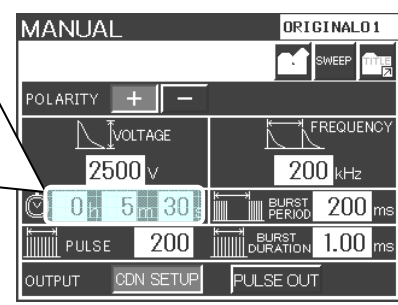 MANUAL ORIGINAL01
SWEEP TITLE
POLARITY + −
VOLTAGE FREQUENCY
2500 V 200 kHz
0 h 5 m 30 s BURST PERIOD 200 ms
PULSE 200 BURST DURATION 1.00 ms
OUTPUT CDN SETUP PULSE OUT